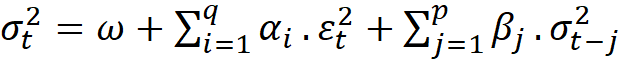 σ_t^2 = ω + ∑_{i=1}^{q} α_i . ε_t^2 + ∑_{j=1}^{p} β_j . σ_{t-j}^2